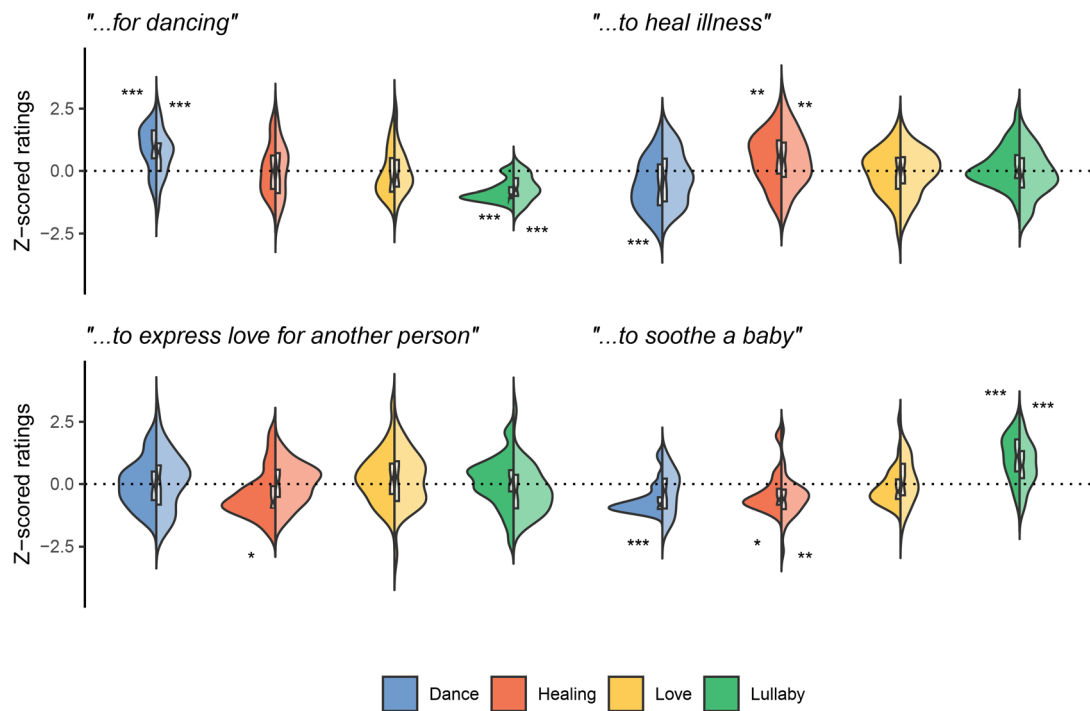 "...for dancing"
"...to heal illness"
Z−scored ratings
2.5
0.0
−2.5
*** ***
*** ***
** **
***
"...to express love for another person"
"...to soothe a baby"
Z−scored ratings
2.5
0.0
−2.5
*
***
* **
*** ***
Dance Healing Love Lullaby